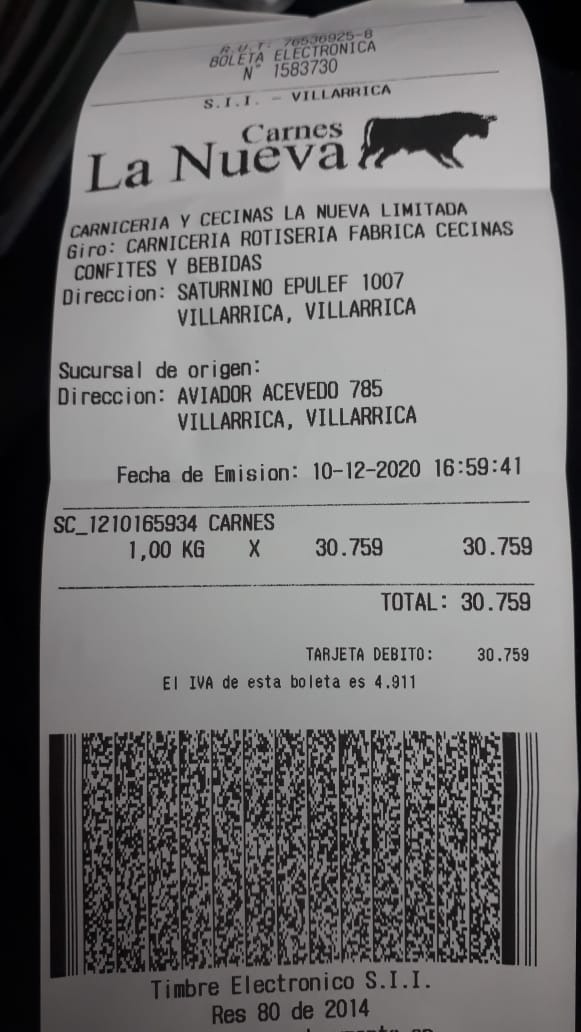 R.U.T: 76536925-8
BOLETA ELECTRONICA
N° 1583730
S.I.I. - VILLARRICA
Carnes
La Nueva
CARNICERIA Y CECINAS LA NUEVA LIMITADA
Giro: CARNICERIA ROTISERIA FABRICA CECINAS
CONFITES Y BEBIDAS
Direccion: SATURNINO EPULEF 1007
VILLARRICA, VILLARRICA
Sucursal de origen:
Direccion: AVIADOR ACEVEDO 785
VILLARRICA, VILLARRICA
Fecha de Emision: 10-12-2020 16:59:41
SC_1210165934 CARNES
1,00 KG X 30.759 30.759
TOTAL: 30.759
TARJETA DEBITO: 30.759
El IVA de esta boleta es 4.911
Timbre Electronico S.I.I.
Res 80 de 2014